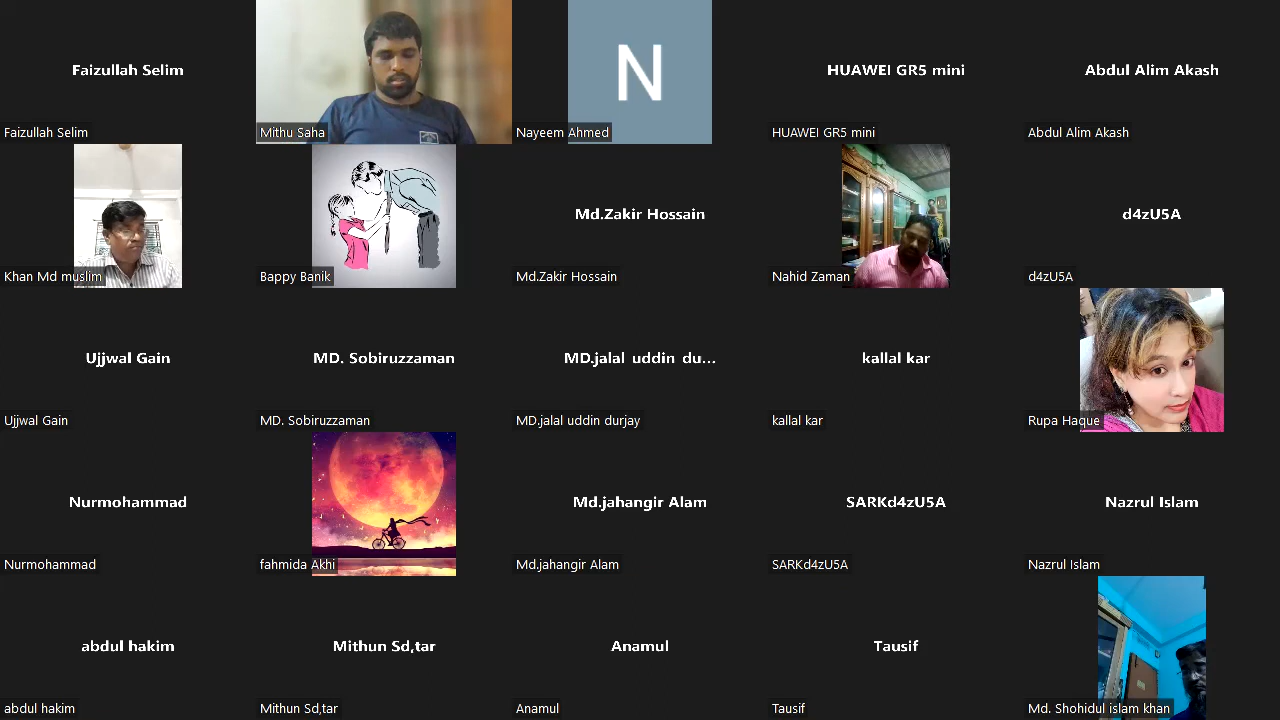 Faizullah Selim
N
HUAWEI GR5 mini
Abdul Alim Akash
Faizullah Selim
Mithu Saha
Nayeem Ahmed
HUAWEI GR5 mini
Abdul Alim Akash
Md.Zakir Hossain
d4zU5A
Khan Md muslim
Bappy Banik
Md.Zakir Hossain
Nahid Zaman
d4zU5A
Ujjwal Gain
MD. Sobiruzzaman
MD.jalal uddin du...
kallal kar
Ujjwal Gain
MD. Sobiruzzaman
MD.jalal uddin durjay
kallal kar
Rupa Haque
Nurmohammad
Md.jahangir Alam
SARKd4zU5A
Nazrul Islam
Nurmohammad
fahmida Akhi
Md.jahangir Alam
SARKd4zU5A
Nazrul Islam
abdul hakim
Mithun Sd,tar
Anamul
Tausif
abdul hakim
Mithun Sd,tar
Anamul
Tausif
Md. Shohidul islam khan